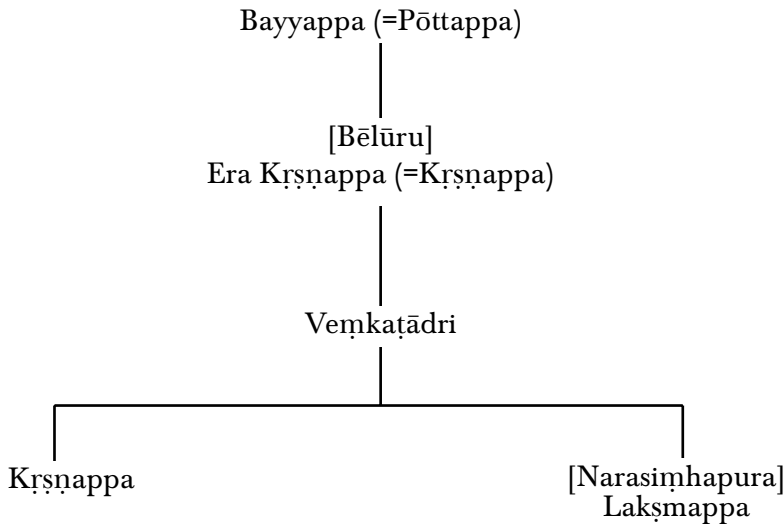 Bayyappa (=Pōttappa)
[Bēlūru]
Era Kṛṣṇappa (=Kṛṣṇappa)
Veṃkaṭādri
Kṛṣṇappa
[Narasiṃhapura]
Lakṣmappa